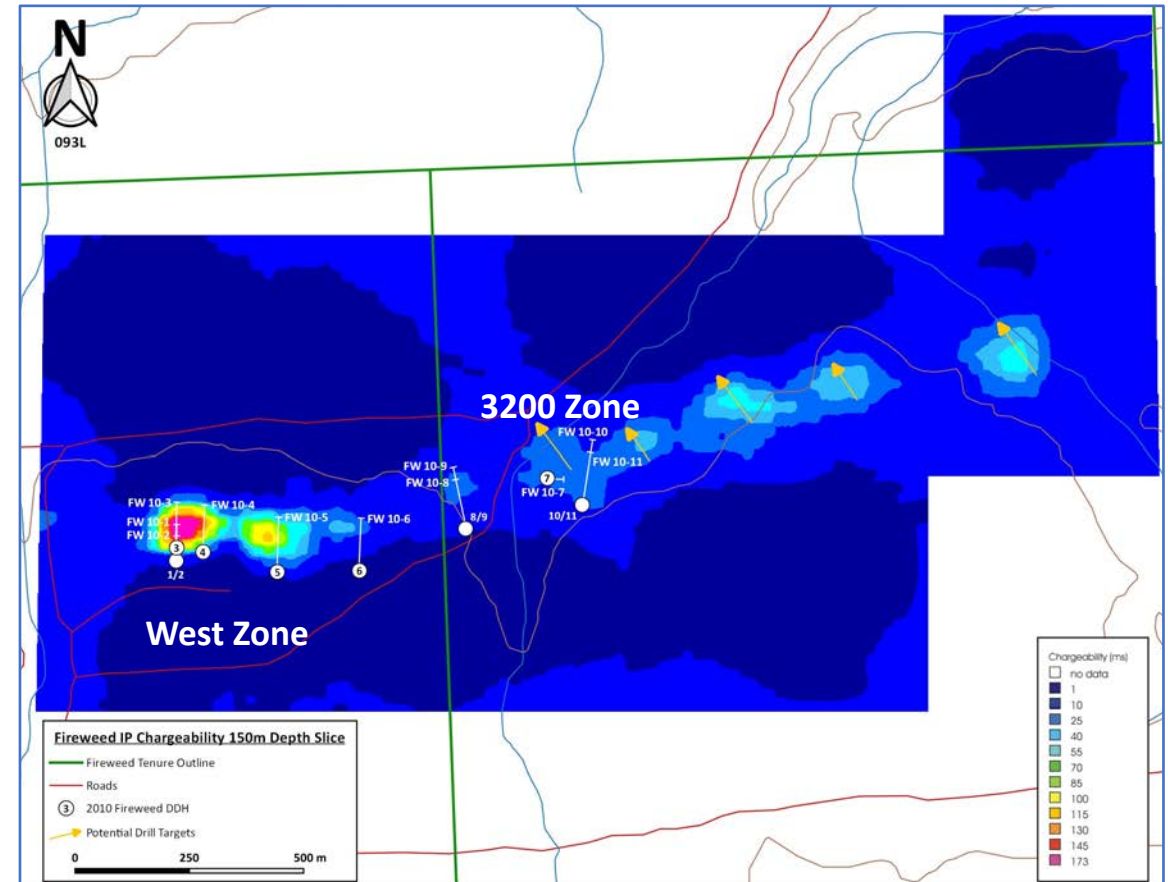 N
093L
3200 Zone
FW 10-10
FW 10-11
7
FW 10-7
10/11
FW 10-9
FW 10-8
8/9
FW 10-3
FW 10-4
FW 10-1
FW 10-2
FW 10-5
FW 10-6
3
4
1/2
5
6
West Zone
Fireweed IP Chargeability 150m Depth Slice
Fireweed Tenure Outline
Roads
3 2010 Fireweed DDH
Potential Drill Targets
0 250 500 m
Chargeability (ms)
no data
1
10
25
40
55
70
85
100
115
130
145
173